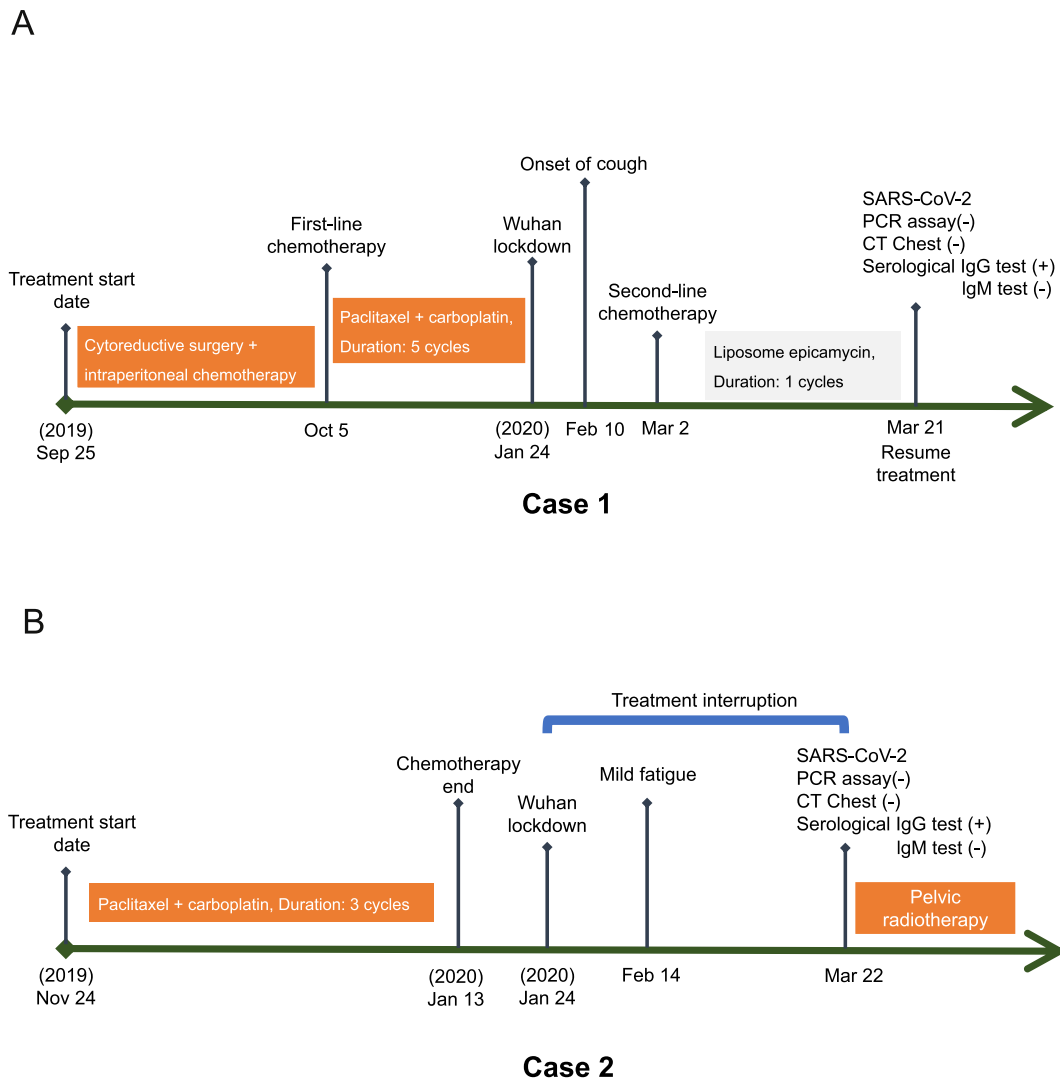 A
Onset of cough
First-line
chemotherapy
Wuhan
lockdown
SARS-CoV-2
PCR assay(-)
CT Chest (-)
Serological IgG test (+)
IgM test (-)
Treatment start
date
Second-line
chemotherapy
Cytoreductive surgery +
intraperitoneal chemotherapy
Paclitaxel + carboplatin,
Duration: 5 cycles
Liposome epicamycin,
Duration: 1 cycles
(2019)
Sep 25
Oct 5
(2020)
Jan 24
Feb 10
Mar 2
Mar 21
Resume
treatment
Case 1
B
Treatment interruption
Chemotherapy
end
Wuhan
lockdown
Mild fatigue
SARS-CoV-2
PCR assay(-)
CT Chest (-)
Serological IgG test (+)
IgM test (-)
Treatment start
date
Paclitaxel + carboplatin, Duration: 3 cycles
Pelvic
radiotherapy
(2019)
Nov 24
(2020)
Jan 13
(2020)
Jan 24
Feb 14
Mar 22
Case 2